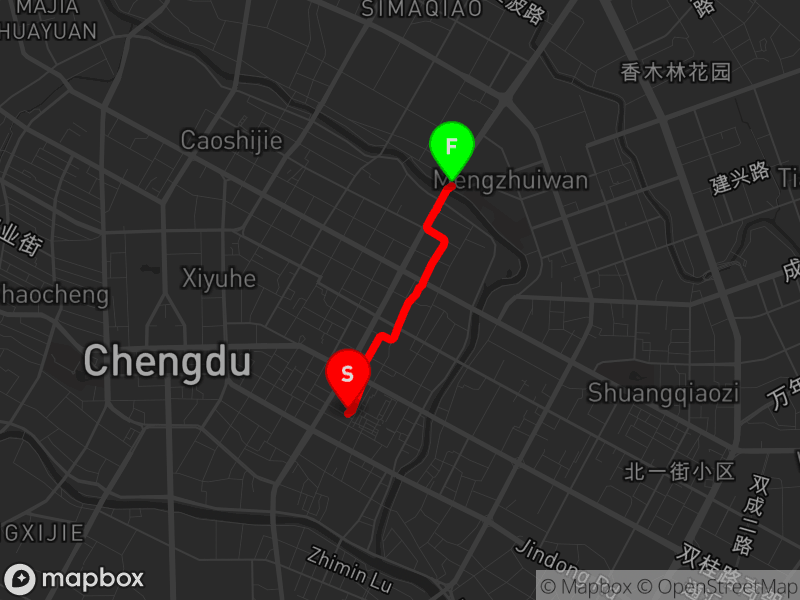 MAJIA
HUAYUAN
SIMAQIAO
路
香木林花园
Caoshijie
F
Mengzhuiwan
建兴路
Ti
业街
Xiyuhe
成
haocheng
Chengdu
S
Shuangqiaozi
万年
北一街小区
双成二路
GXIJIE
Zhimin Lu
Jindong
双桂路
mapbox
© Mapbox © OpenStreetMap